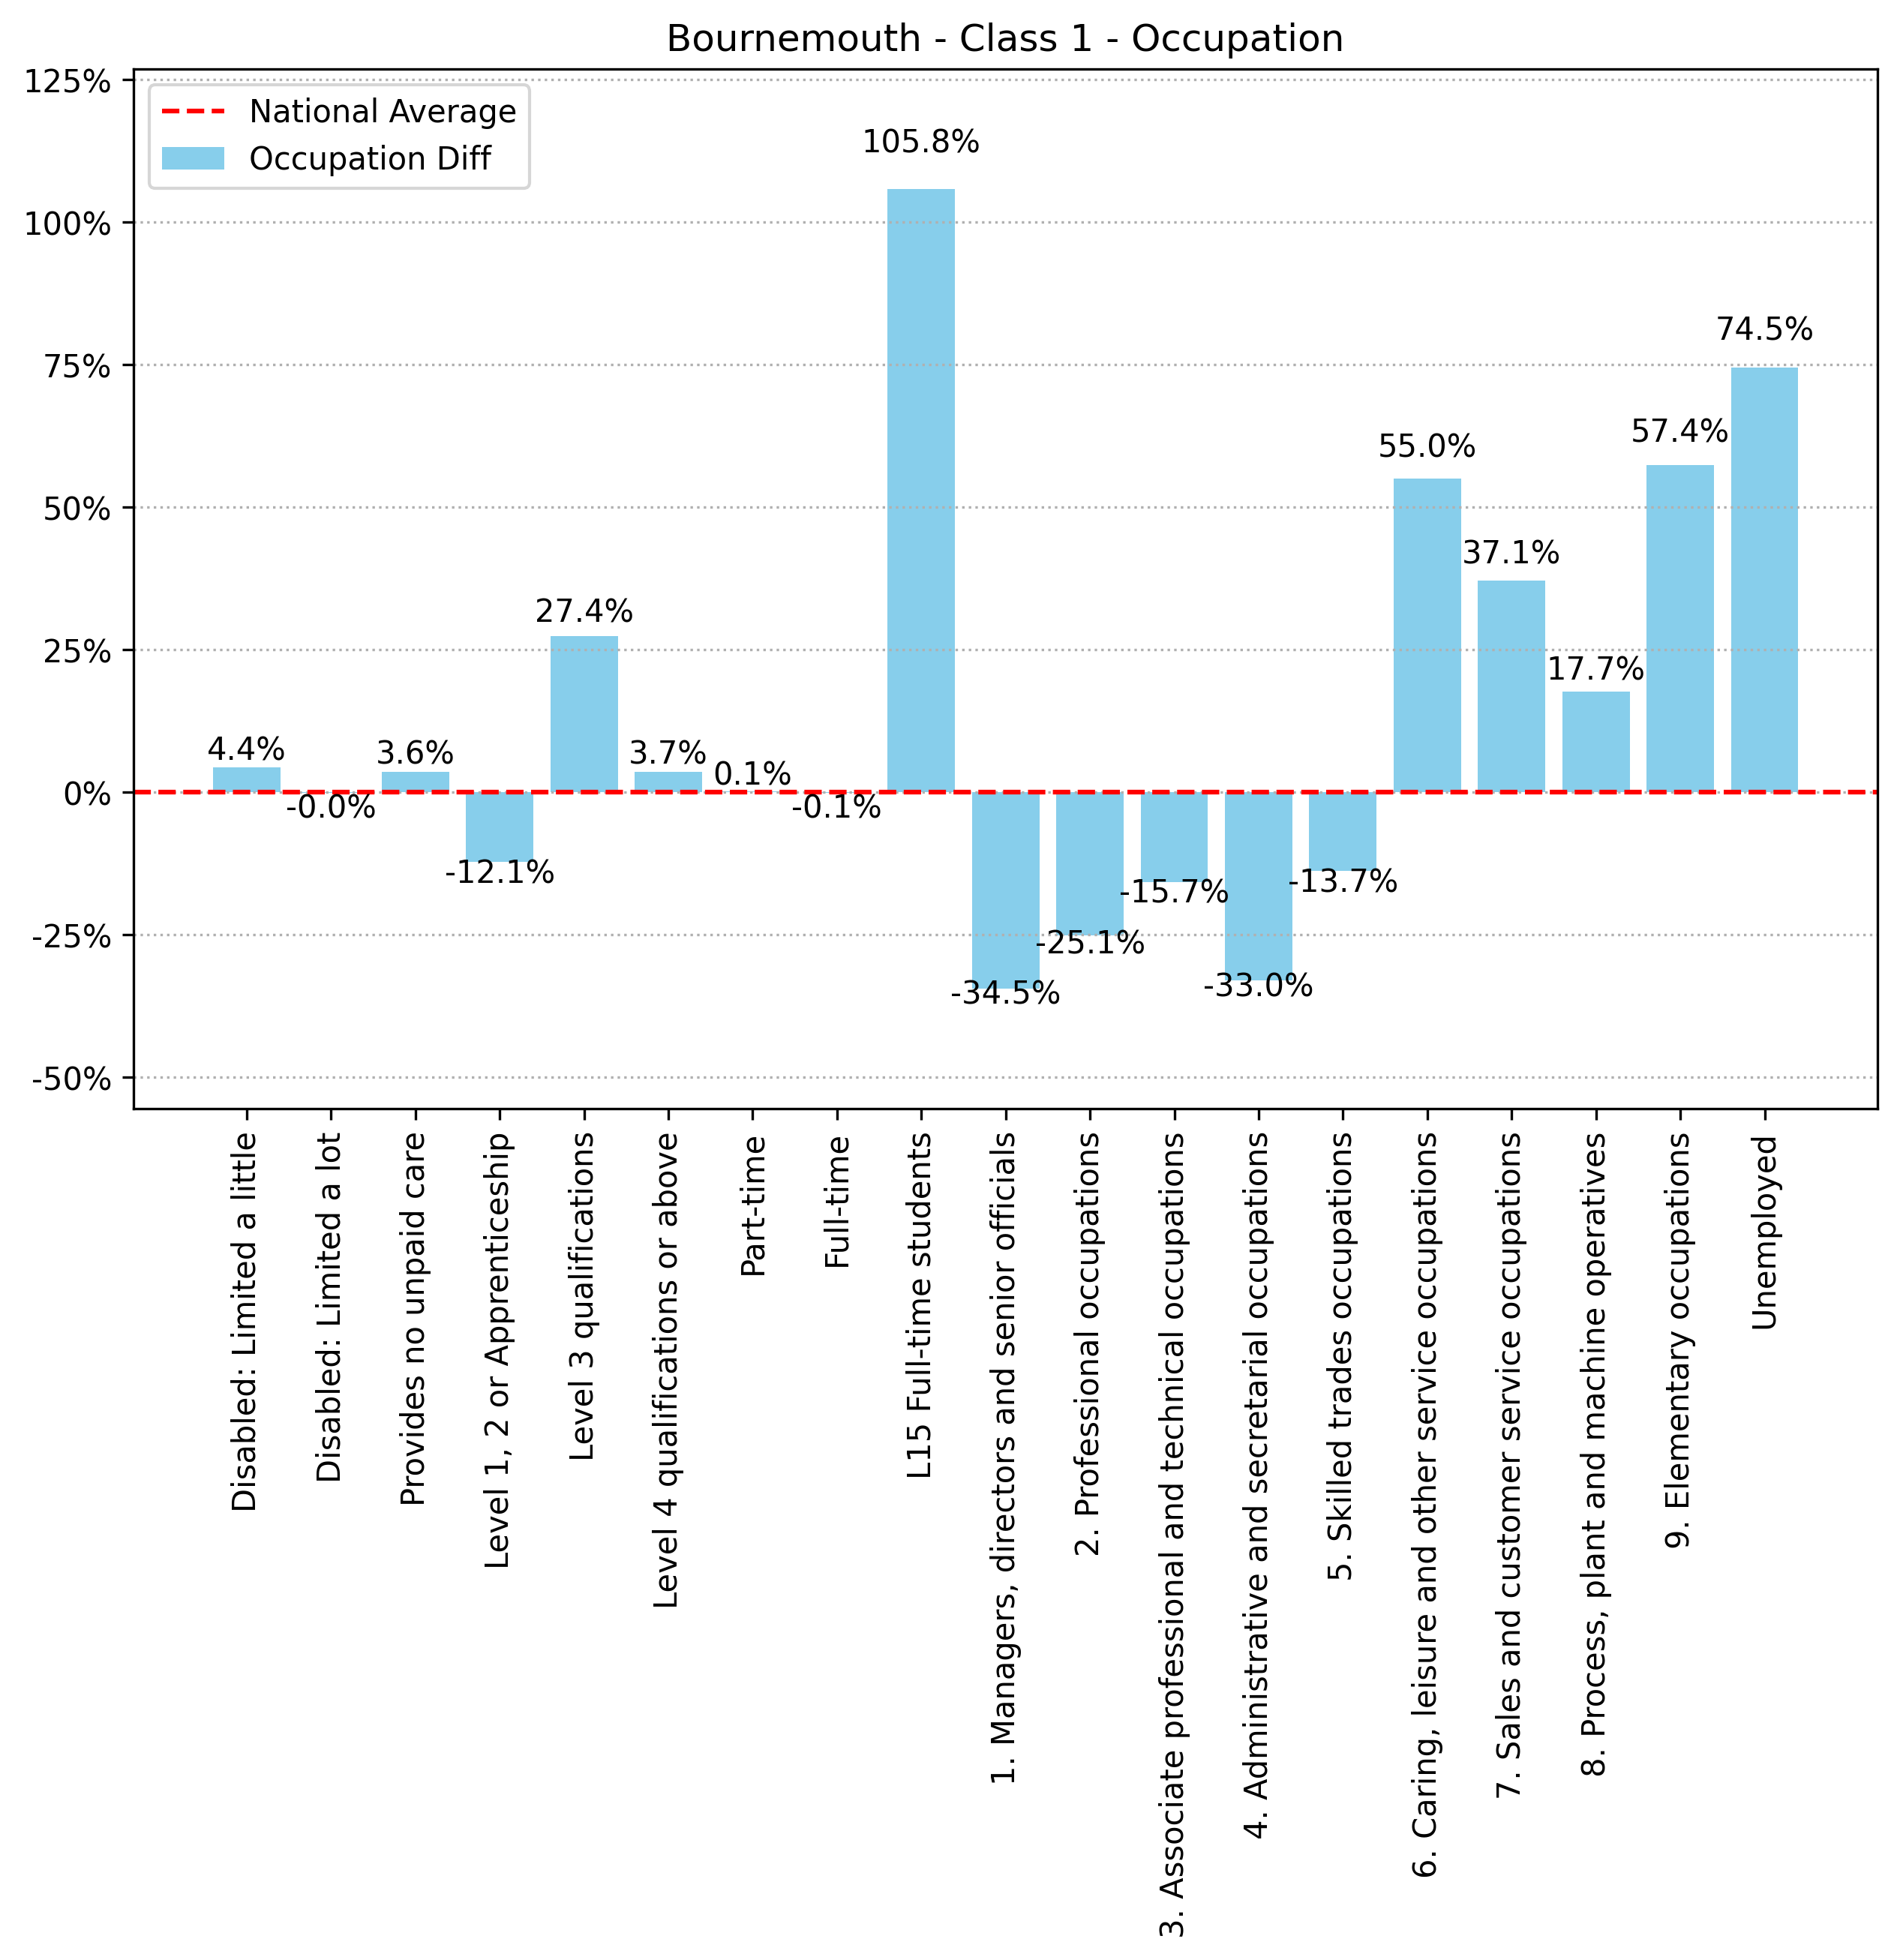 Bournemouth - Class 1 - Occupation
125%
100%
75%
50%
25%
0%
-25%
-50%
National Average
Occupation Diff
4.4%
-0.0%
3.6%
-12.1%
27.4%
3.7%
0.1%
-0.1%
105.8%
-34.5%
-25.1%
-15.7%
-33.0%
-13.7%
55.0%
37.1%
17.7%
57.4%
74.5%
Disabled: Limited a little
Disabled: Limited a lot
Provides no unpaid care
Level 1, 2 or Apprenticeship
Level 3 qualifications
Level 4 qualifications or above
Part-time
Full-time
L15 Full-time students
1. Managers, directors and senior officials
2. Professional occupations
3. Associate professional and technical occupations
4. Administrative and secretarial occupations
5. Skilled trades occupations
6. Caring, leisure and other service occupations
7. Sales and customer service occupations
8. Process, plant and machine operatives
9. Elementary occupations
Unemployed